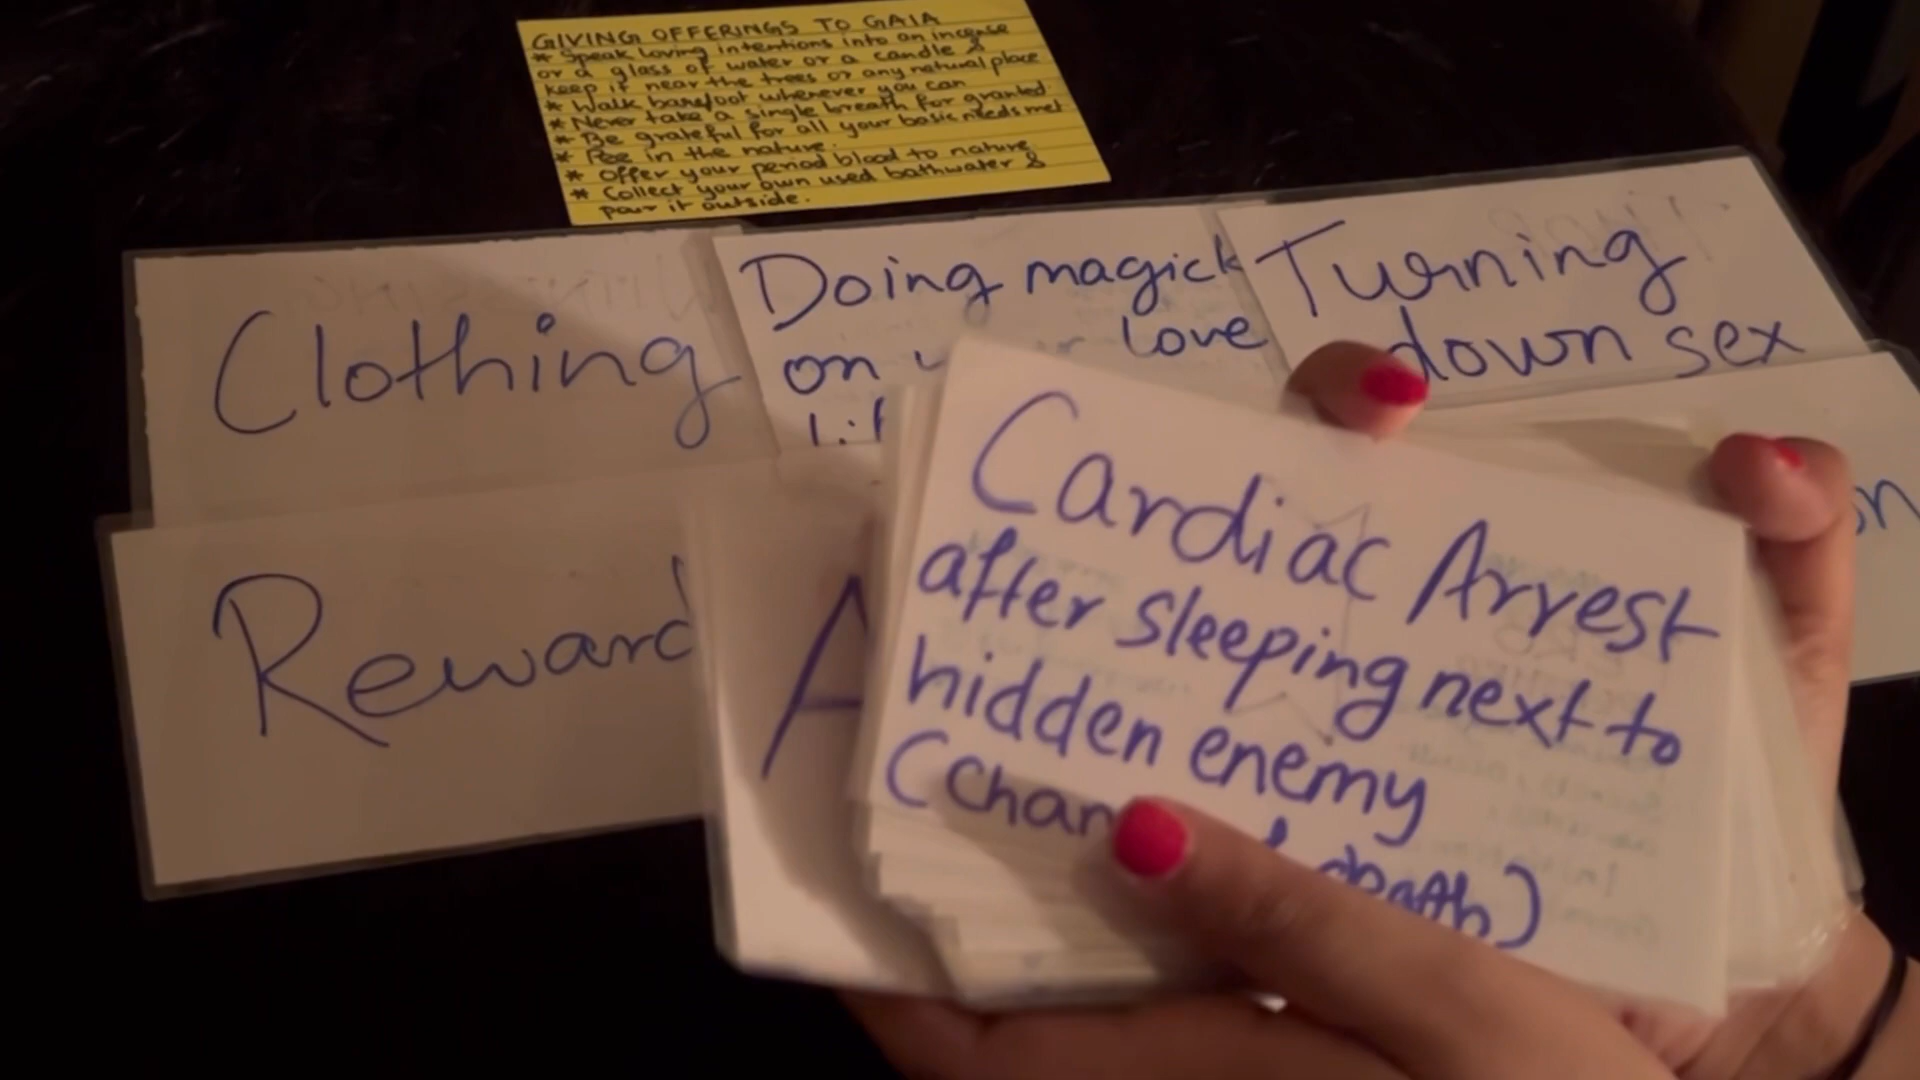 GIVING OFFERINGS TO GAIA
* Speak loving intentions into an incense
or a glass of water or a candle &
keep it near the trees or any natural place
* Walk barefoot whenever you can
* Never take a single breath for granted.
* Be grateful for all your basic needs met
* Pee in the nature.
* Offer your period blood to nature
* Collect your own used bathwater &
pour it outside.
Clothing
Doing magick
on love
Turning
down sex
Reward
Cardiac Arrest
after sleeping next to
hidden enemy
death)